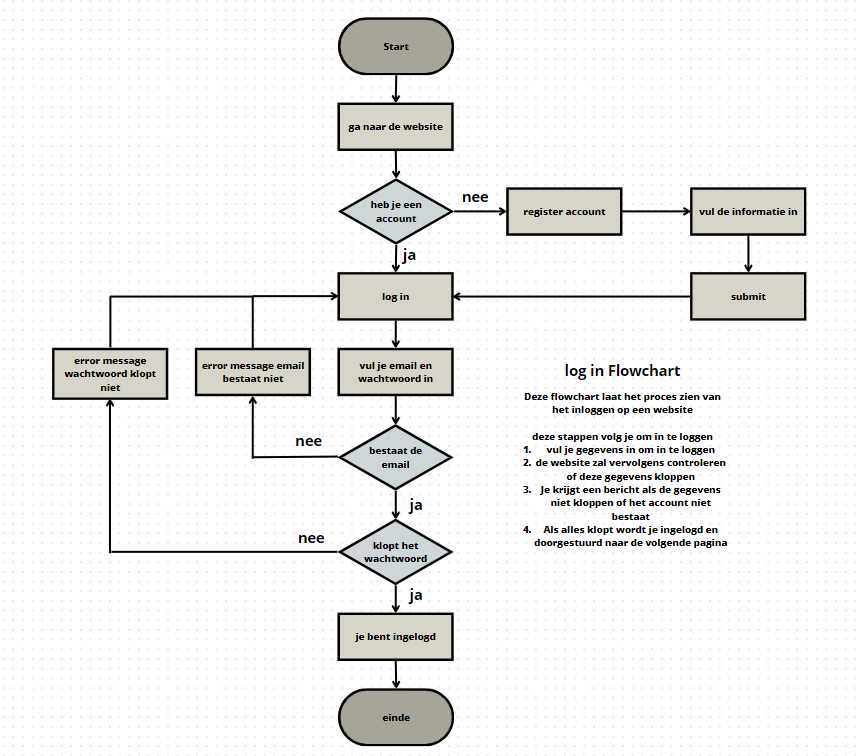 Start
ga naar de website
heb je een
account
nee
register account
vul de informatie in
ja
log in
submit
error message
wachtwoord klopt
niet
error message email
bestaat niet
vul je email en
wachtwoord in
log in Flowchart
Deze flowchart laat het proces zien van
het inloggen op een website
deze stappen volg je om in te loggen
1. vul je gegevens in om in te loggen
2. de website zal vervolgens controleren
of deze gegevens kloppen
3. Je krijgt een bericht als de gegevens
niet kloppen of het account niet
bestaat
4. Als alles klopt wordt je ingelogd en
doorgestuurd naar de volgende pagina
nee
bestaat de
email
ja
nee
klopt het
wachtwoord
ja
je bent ingelogd
einde